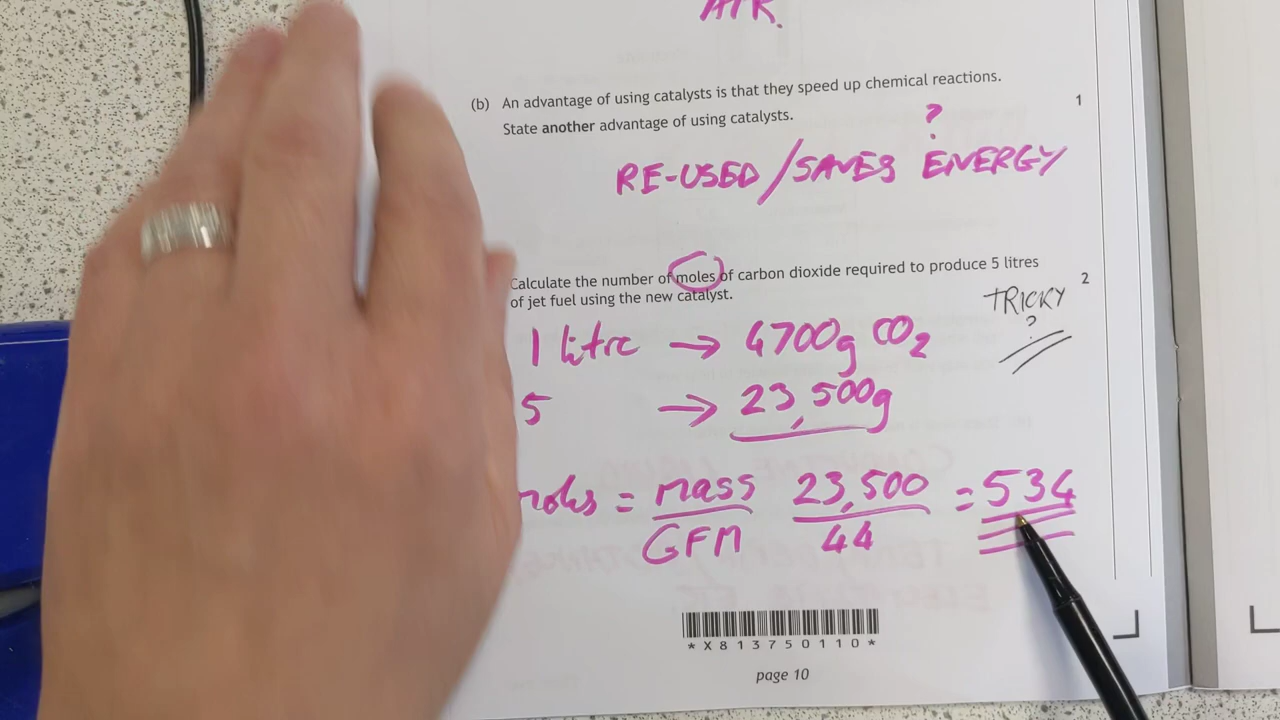 AIR.
(b) An advantage of using catalysts is that they speed up chemical reactions.
State another advantage of using catalysts.
1
?
RE-USED/SAVES ENERGY
Calculate the number of moles of carbon dioxide required to produce 5 litres
of jet fuel using the new catalyst.
2
TRICKY
?
1 litre → 4700g CO2
5 → 23,500g
moles = mass 23,500 = 534
GFM 44
*X813750110*
page 10